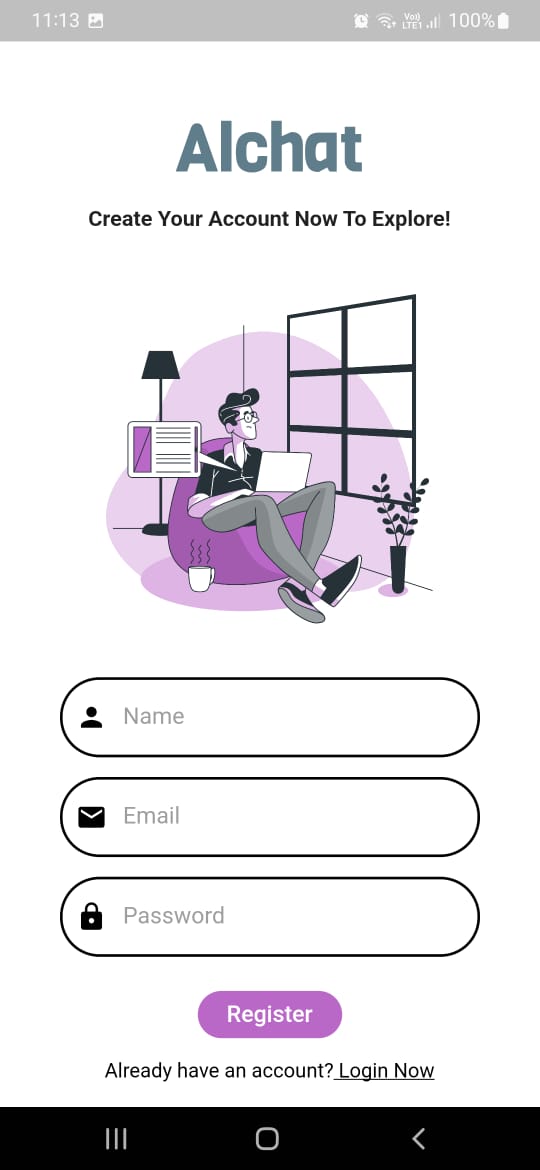 11:13
Vo))
LTE1
100%
AIchat
Create Your Account Now To Explore!
Name
Email
Password
Register
Already have an account? Login Now